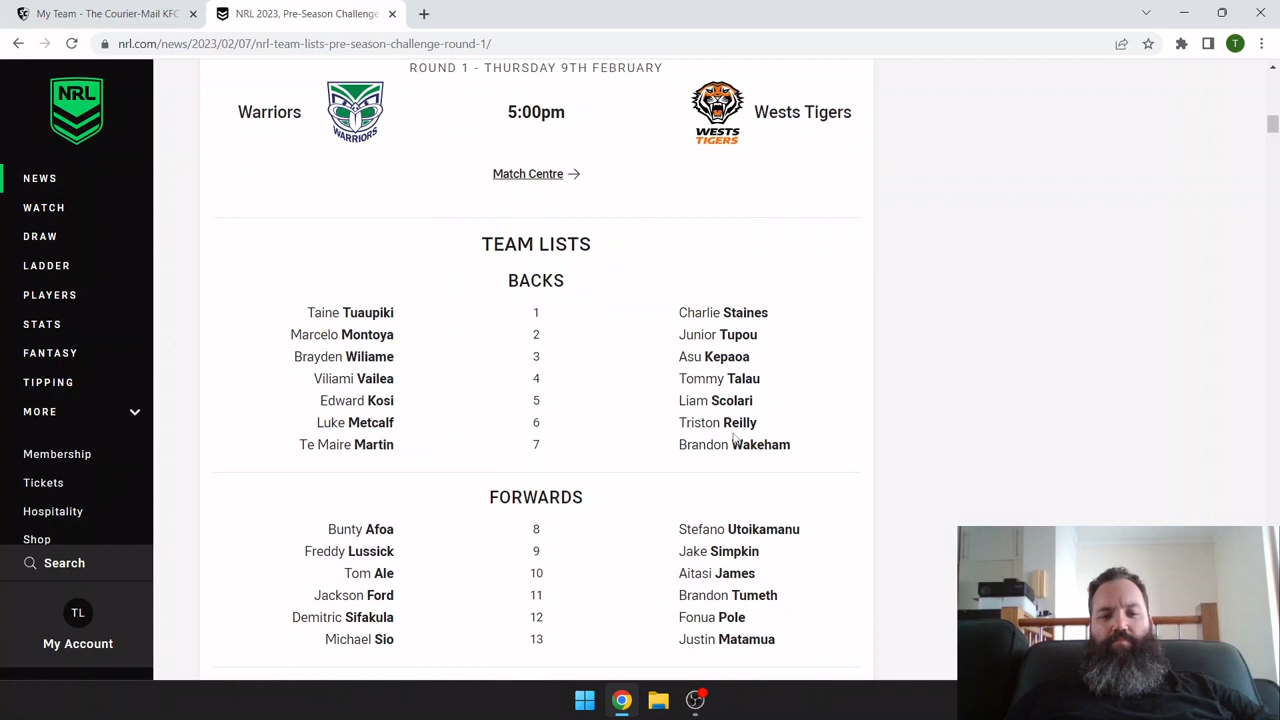 My Team - The Courier-Mail KFC
NRL 2023, Pre-Season Challenge
nrl.com/news/2023/02/07/nrl-team-lists-pre-season-challenge-round-1/
T
NRL
NEWS
WATCH
DRAW
LADDER
PLAYERS
STATS
FANTASY
TIPPING
MORE
Membership
Tickets
Hospitality
Shop
Search
TL
My Account
ROUND 1 - THURSDAY 9TH FEBRUARY
Warriors WARRIORS 5:00pm WESTS TIGERS Wests Tigers
Match Centre
TEAM LISTS
BACKS
Taine Tuaupiki 1 Charlie Staines
Marcelo Montoya 2 Junior Tupou
Brayden Wiliame 3 Asu Kepaoa
Viliami Vailea 4 Tommy Talau
Edward Kosi 5 Liam Scolari
Luke Metcalf 6 Triston Reilly
Te Maire Martin 7 Brandon Wakeham
FORWARDS
Bunty Afoa 8 Stefano Utoikamanu
Freddy Lussick 9 Jake Simpkin
Tom Ale 10 Aitasi James
Jackson Ford 11 Brandon Tumeth
Demitric Sifakula 12 Fonua Pole
Michael Sio 13 Justin Matamua